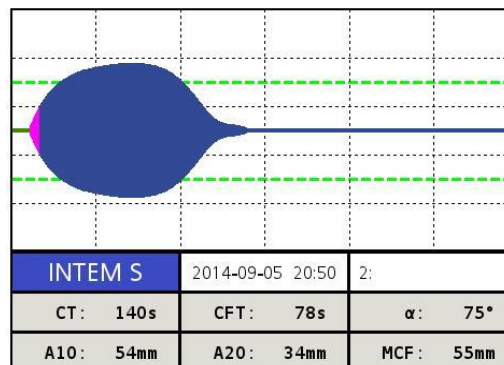 INTEM S 2014-09-05 20:50 2:
CT: 140s CFT: 78s α: 75°
A10: 54mm A20: 34mm MCF: 55mm